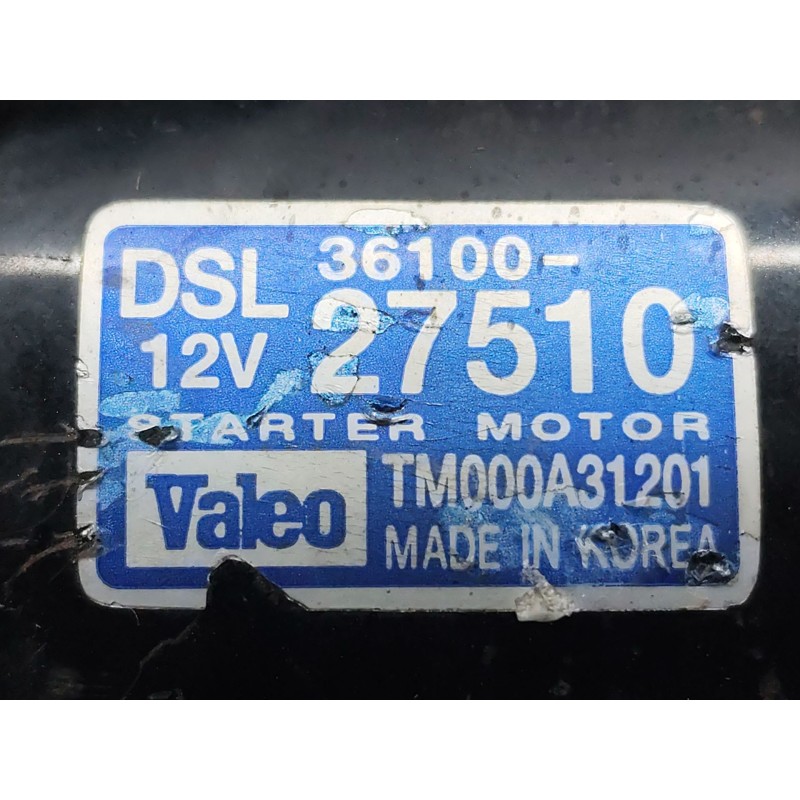 DSL 36100-
12V 27510
STARTER MOTOR
Valeo TM000A31201
MADE IN KOREA